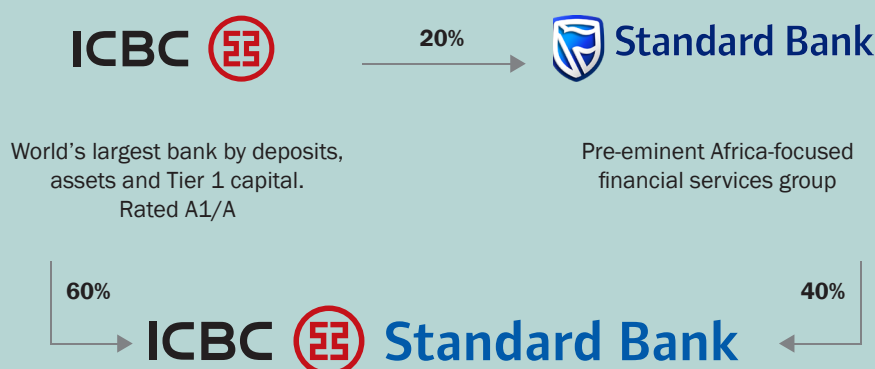 ICBC 20% Standard Bank
World's largest bank by deposits,
assets and Tier 1 capital.
Rated A1/A
Pre-eminent Africa-focused
financial services group
60% 40%
ICBC Standard Bank